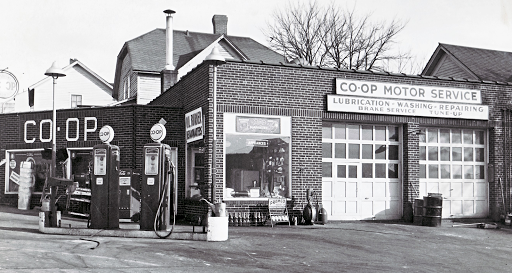 CO-OP
CO-OP
CO-OP
CO-OP MOTOR SERVICE
LUBRICATION-WASHING-REPAIRING
BRAKE SERVICE TUNE-UP